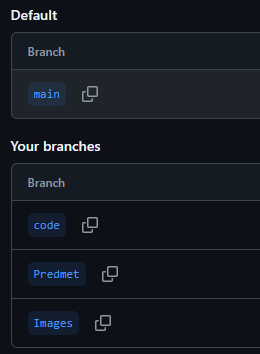 Default
Branch
main
Your branches
Branch
code
Predmet
Images